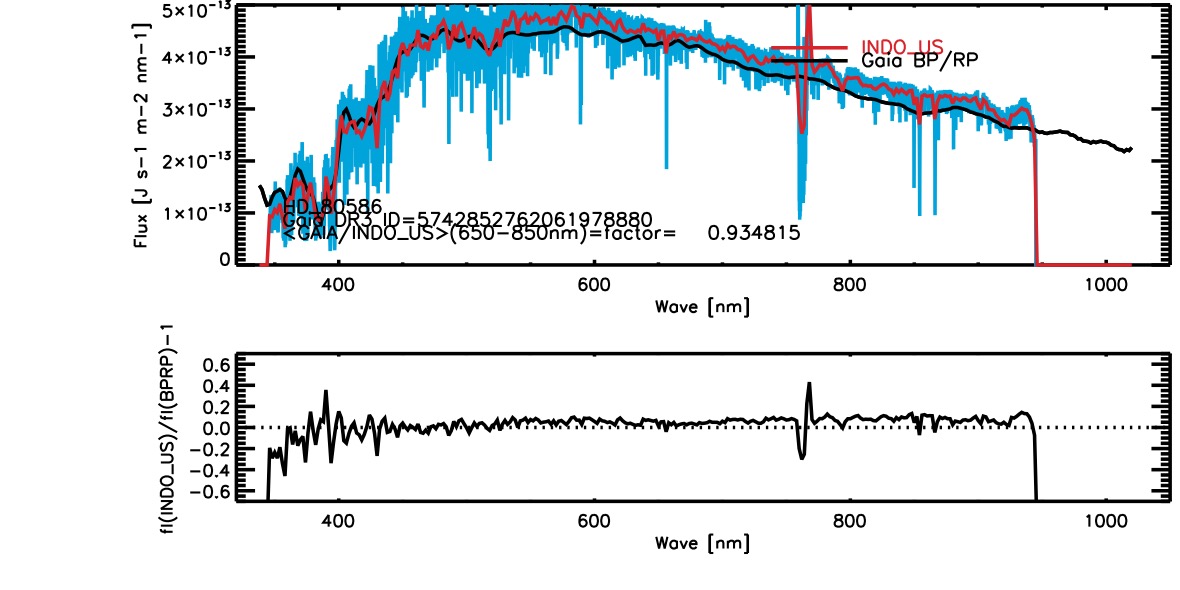 5×10−13
4×10−13
3×10−13
2×10−13
1×10−13
0
Flux [J s−1 m−2 nm−1]
INDO_US
Gaia BP/RP
HD_80586
Gaia DR3 ID=5742852762061978880
<GAIA/INDO_US>(650−850nm)=factor= 0.934815
400 600 800 1000
Wave [nm]
0.6
0.4
0.2
0.0
−0.2
−0.4
−0.6
fl(INDO_US)/fl(BPRP)−1
400 600 800 1000
Wave [nm]